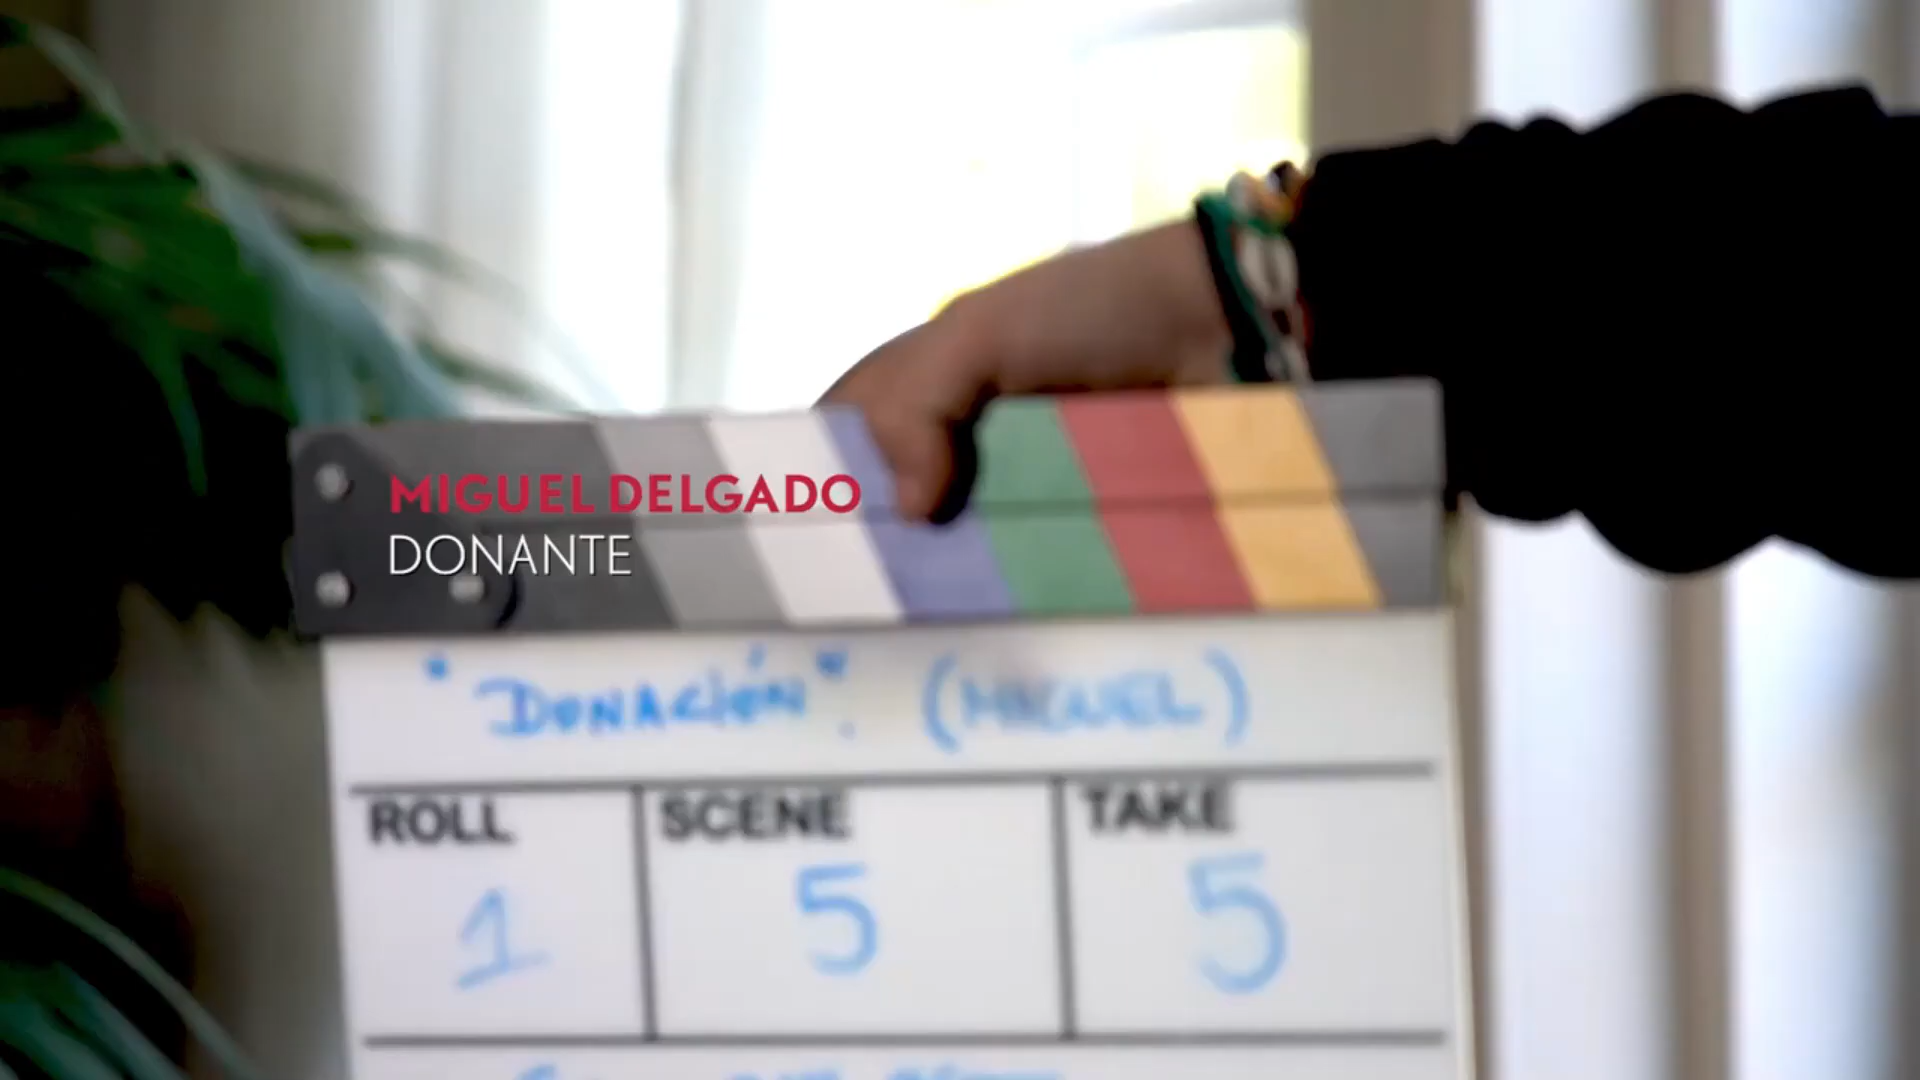 MIGUEL DELGADO
DONANTE
"DONACIÓN". (MIGUEL)
ROLL SCENE TAKE
1 5 5